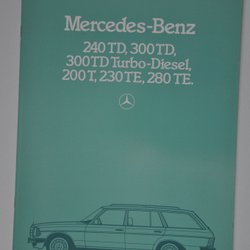 Mercedes-Benz
240 TD, 300 TD,
300 TD Turbo-Diesel,
200 T, 230 TE, 280 TE.